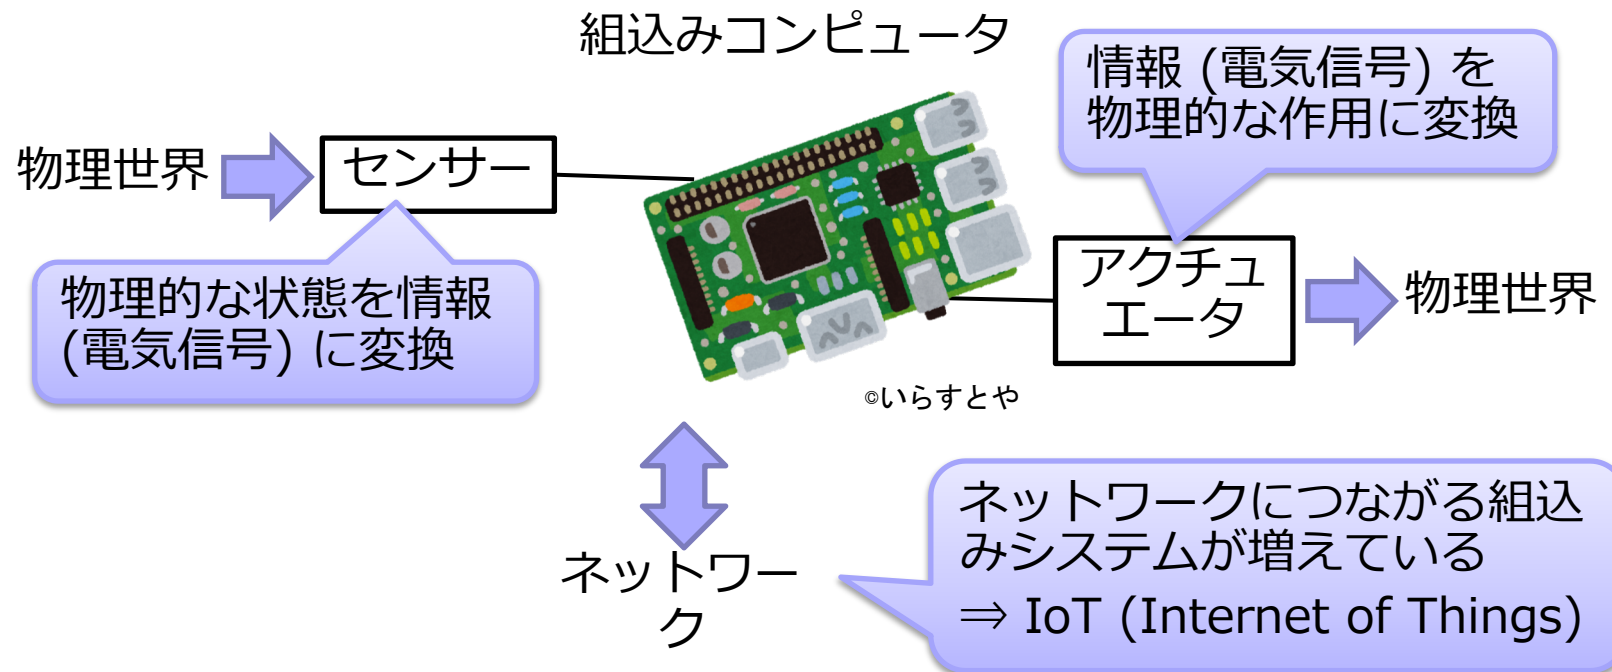 組込みコンピュータ
情報 (電気信号) を
物理的な作用に変換
物理世界
センサー
物理的な状態を情報
(電気信号) に変換
アクチュ
エータ
物理世界
©いらすとや
ネットワー
ク
ネットワークにつながる組込
みシステムが増えている
⇒ IoT (Internet of Things)